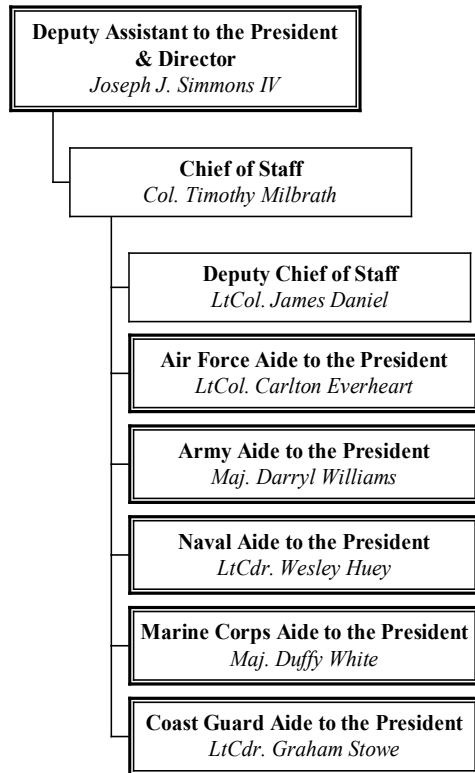 Deputy Assistant to the President
& Director
Joseph J. Simmons IV
Chief of Staff
Col. Timothy Milbrath
Deputy Chief of Staff
LtCol. James Daniel
Air Force Aide to the President
LtCol. Carlton Everheart
Army Aide to the President
Maj. Darryl Williams
Naval Aide to the President
LtCdr. Wesley Huey
Marine Corps Aide to the President
Maj. Duffy White
Coast Guard Aide to the President
LtCdr. Graham Stowe